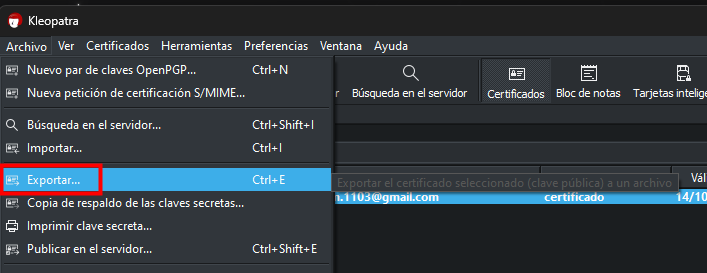 Kleopatra
Archivo Ver Certificados Herramientas Preferencias Ventana Ayuda
Nuevo par de claves OpenPGP... Ctrl+N
Nueva petición de certificación S/MIME...
Búsqueda en el servidor
Certificados
Bloc de notas
Tarjetas intelig
Búsqueda en el servidor... Ctrl+Shift+I
Importar... Ctrl+I
Exportar... Ctrl+E
Exportar el certificado seleccionado (clave pública) a un archivo
Vál
.1103@gmail.com certificado 14/10
Copia de respaldo de las claves secretas...
Imprimir clave secreta...
Publicar en el servidor... Ctrl+Shift+E